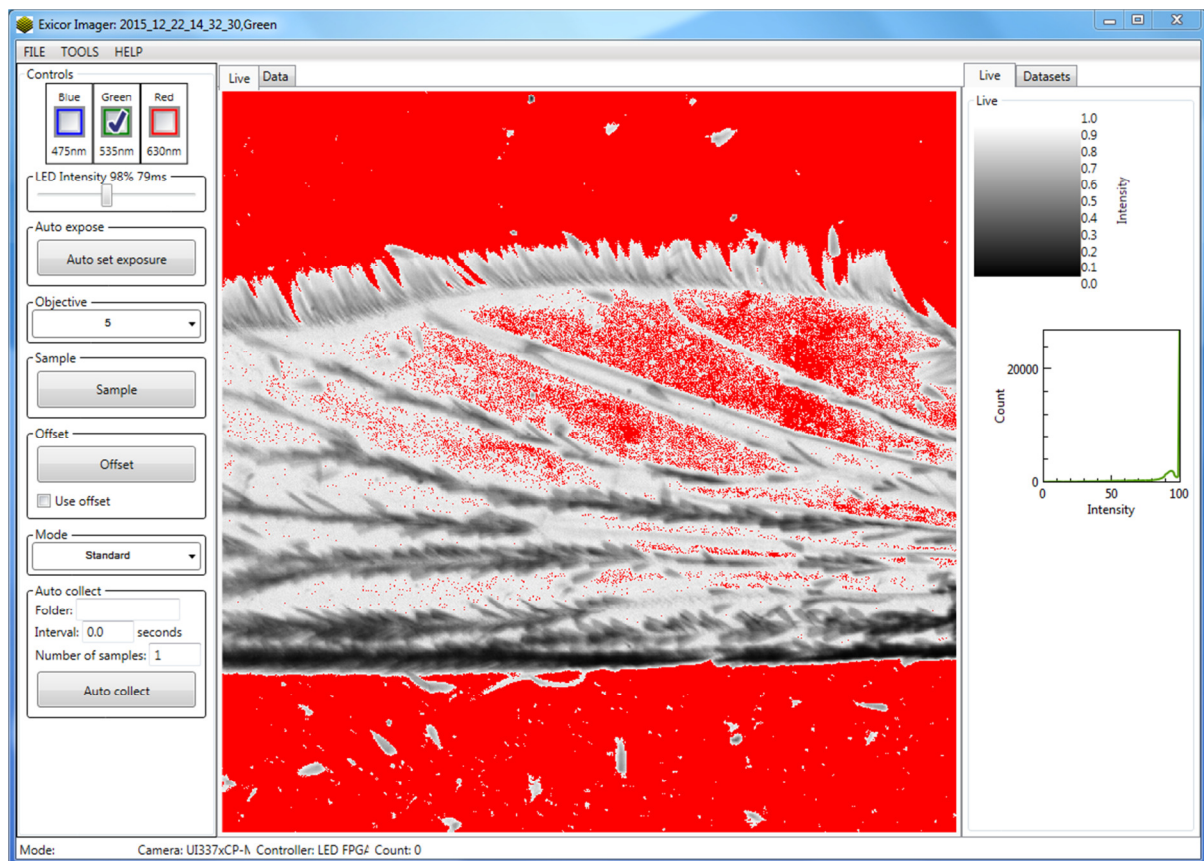 Exicor Imager: 2015_12_22_14_32_30,Green
FILE TOOLS HELP
Controls
Blue Green Red
475nm 535nm 630nm
LED Intensity 98% 79ms
Auto expose
Auto set exposure
Objective
5
Sample
Sample
Offset
Offset
Use offset
Mode
Standard
Auto collect
Folder:
Interval: 0.0 seconds
Number of samples: 1
Auto collect
Live Data
Live Datasets
Live
1.0
0.9
0.8
0.7
0.6
0.5
0.4
0.3
0.2
0.1
0.0
Intensity
20000
0
Count
0 50 100
Intensity
Mode: Camera: UI337xCP-M Controller: LED FPGA Count: 0